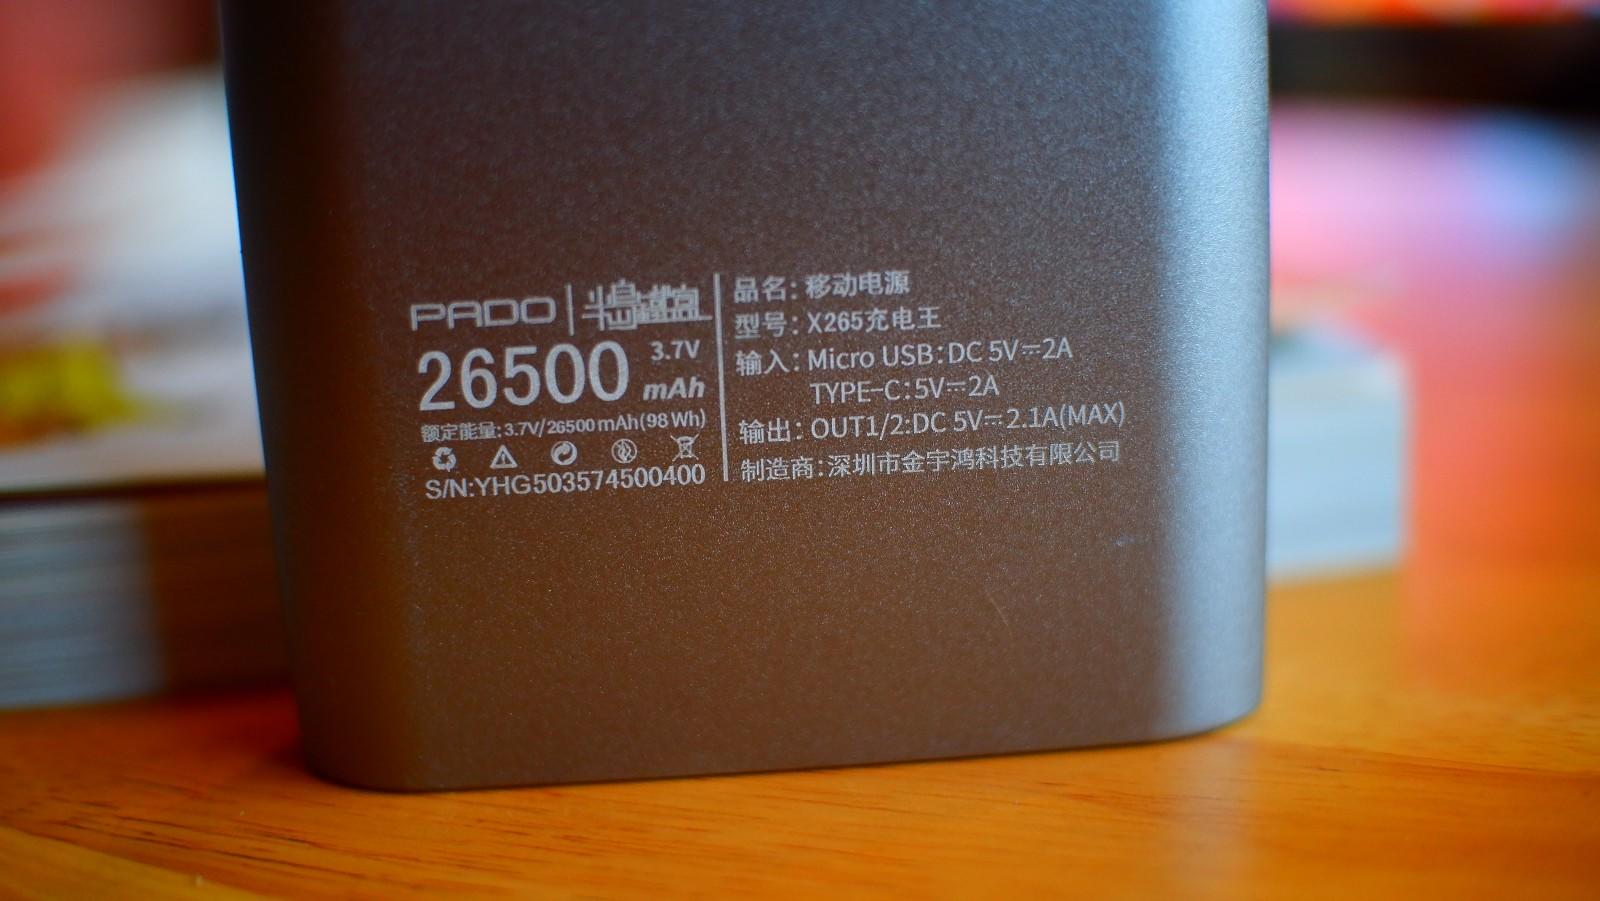 PADO
26500 3.7V mAh
额定能量:3.7V/26500mAh(98Wh)
S/N:YHG503574500400
品名:移动电源
型号:X265充电王
输入:Micro USB:DC 5V⎓2A
TYPE-C:5V⎓2A
输出:OUT1/2:DC 5V⎓2.1A(MAX)
制造商:深圳市金宇鸿科技有限公司